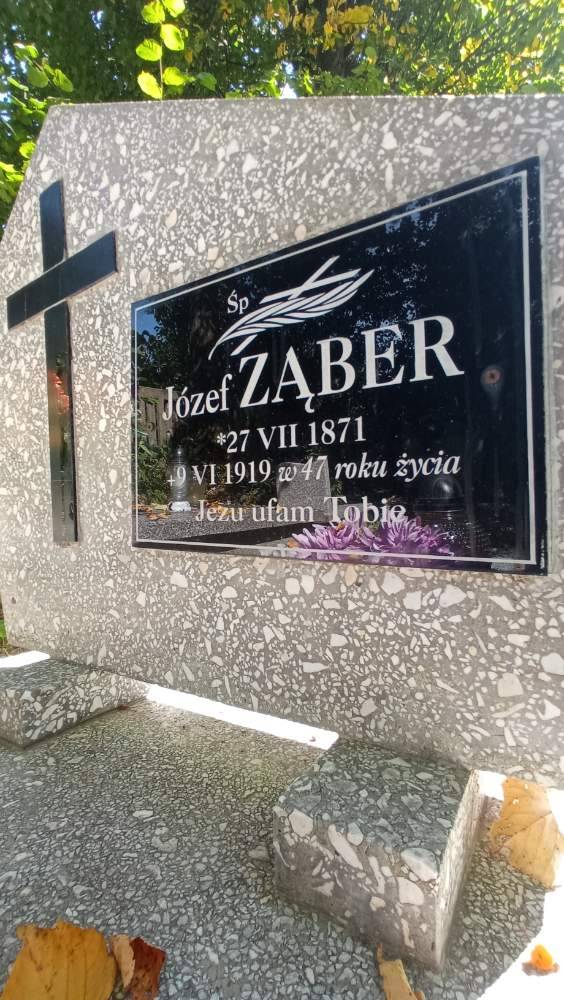 Śp
Józef ZĄBER
*27 VII 1871
+9 VI 1919 w 47 roku życia
Jezu ufam Tobie